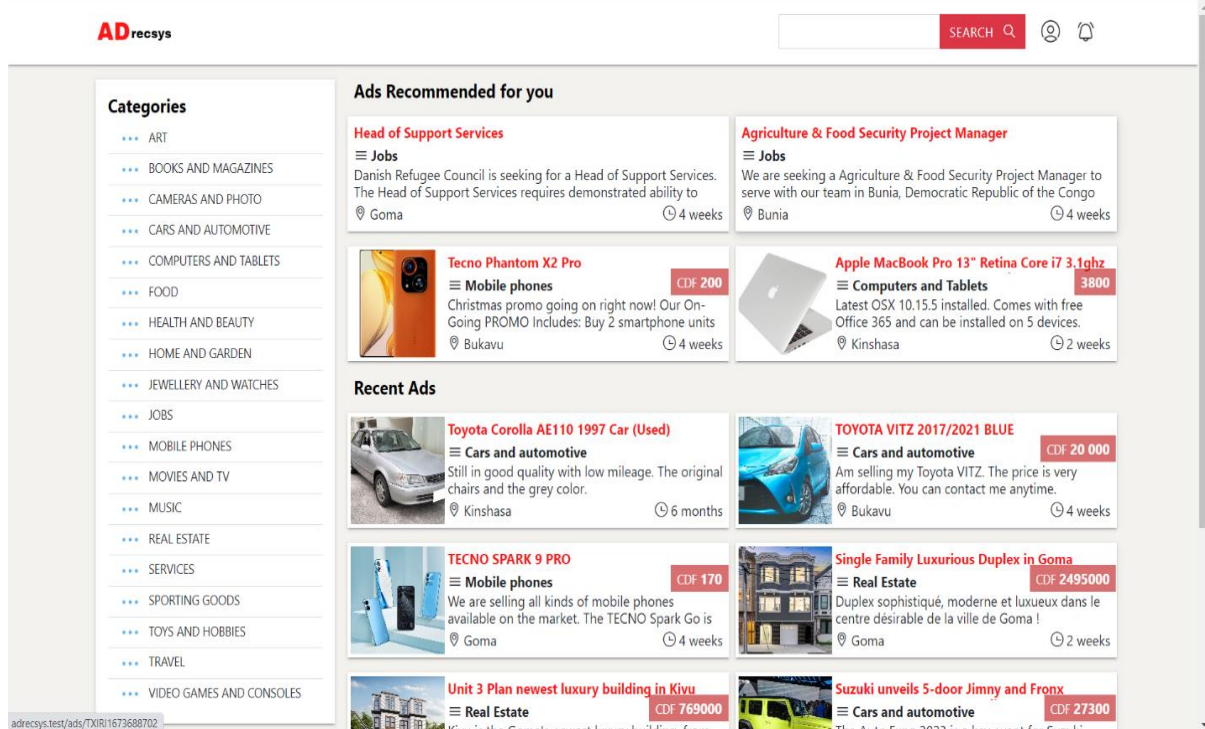 ADrecsys
SEARCH
Categories
ART
BOOKS AND MAGAZINES
CAMERAS AND PHOTO
CARS AND AUTOMOTIVE
COMPUTERS AND TABLETS
FOOD
HEALTH AND BEAUTY
HOME AND GARDEN
JEWELLERY AND WATCHES
JOBS
MOBILE PHONES
MOVIES AND TV
MUSIC
REAL ESTATE
SERVICES
SPORTING GOODS
TOYS AND HOBBIES
TRAVEL
VIDEO GAMES AND CONSOLES
Ads Recommended for you
Head of Support Services
Jobs
Danish Refugee Council is seeking for a Head of Support Services.
The Head of Support Services requires demonstrated ability to
Goma 4 weeks
Agriculture & Food Security Project Manager
Jobs
We are seeking a Agriculture & Food Security Project Manager to
serve with our team in Bunia, Democratic Republic of the Congo
Bunia 4 weeks
Tecno Phantom X2 Pro
Mobile phones CDF 200
Christmas promo going on right now! Our On-
Going PROMO Includes: Buy 2 smartphone units
Bukavu 4 weeks
Apple MacBook Pro 13" Retina Core i7 3.1ghz
Computers and Tablets 3800
Latest OSX 10.15.5 installed. Comes with free
Office 365 and can be installed on 5 devices.
Kinshasa 2 weeks
Recent Ads
Toyota Corolla AE110 1997 Car (Used)
Cars and automotive
Still in good quality with low mileage. The original
chairs and the grey color.
Kinshasa 6 months
TOYOTA VITZ 2017/2021 BLUE
Cars and automotive CDF 20 000
Am selling my Toyota VITZ. The price is very
affordable. You can contact me anytime.
Bukavu 4 weeks
TECNO SPARK 9 PRO
Mobile phones CDF 170
We are selling all kinds of mobile phones
available on the market. The TECNO Spark Go is
Goma 4 weeks
Single Family Luxurious Duplex in Goma
Real Estate CDF 2495000
Duplex sophistiqué, moderne et luxueux dans le
centre désirable de la ville de Goma !
Goma 2 weeks
Unit 3 Plan newest luxury building in Kivu
Real Estate CDF 769000
Suzuki unveils 5-door Jimny and Fronx
Cars and automotive CDF 27300
adrecsys.test/ads/TXIRJ1673688702